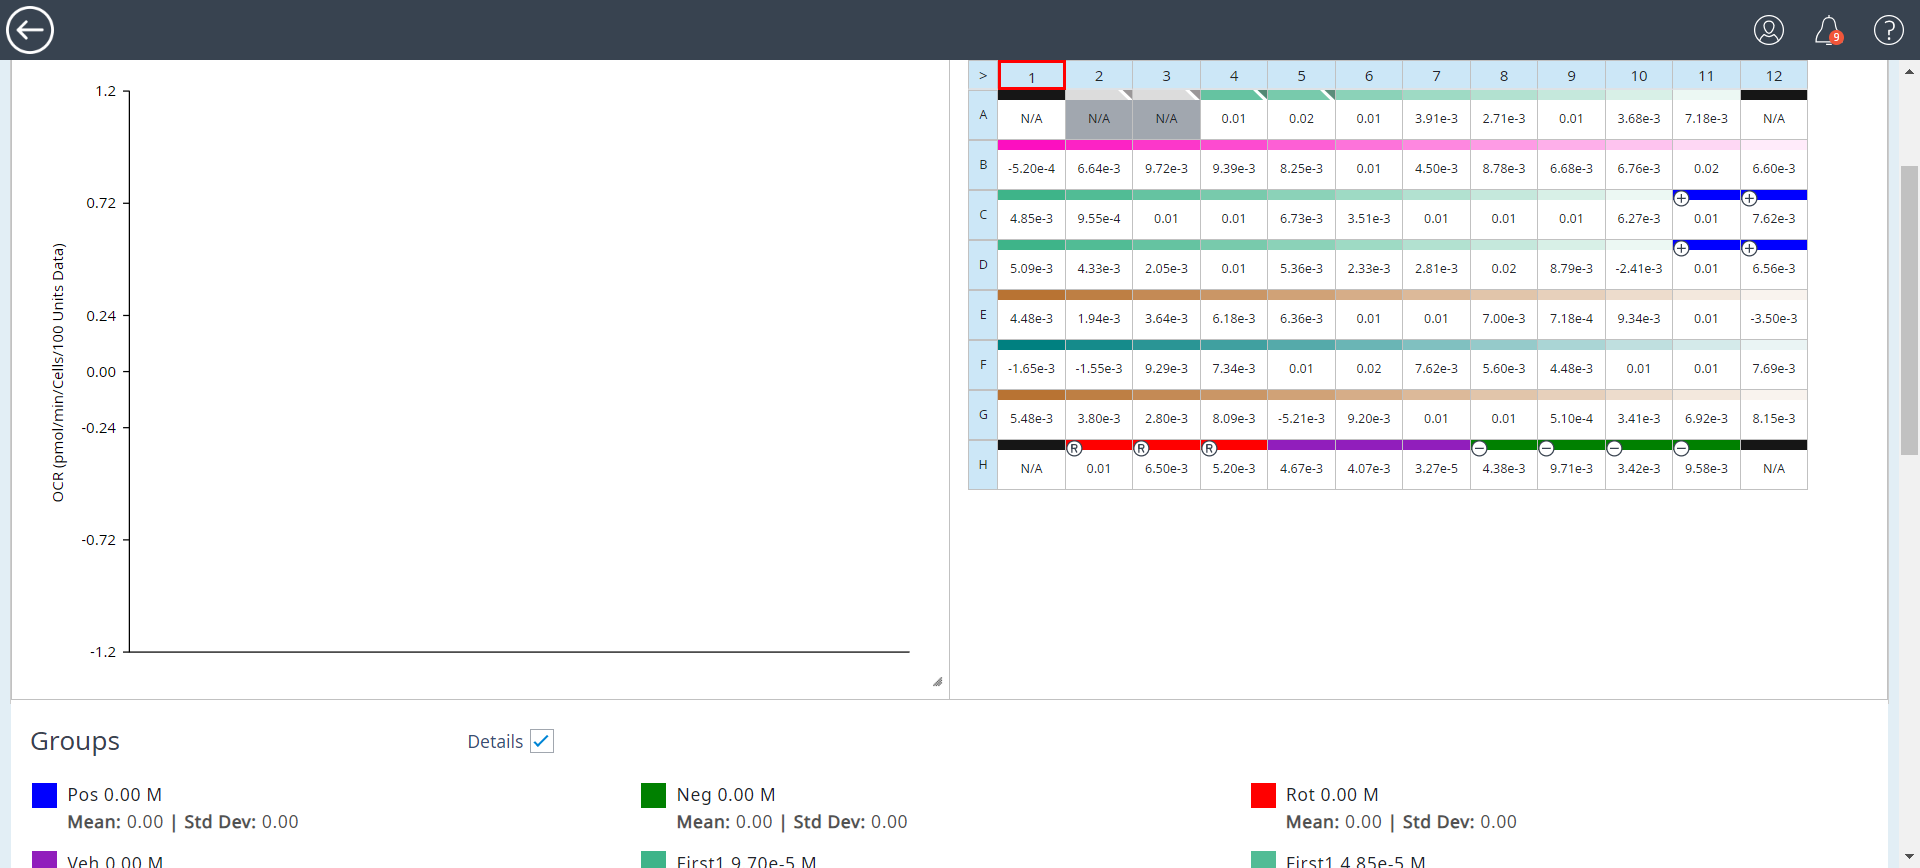 9
1.2
0.72
0.24
0.00
-0.24
-0.72
-1.2
OCR (pmol/min/Cells/100 Units Data)
> 1 2 3 4 5 6 7 8 9 10 11 12
A N/A N/A N/A 0.01 0.02 0.01 3.91e-3 2.71e-3 0.01 3.68e-3 7.18e-3 N/A
B -5.20e-4 6.64e-3 9.72e-3 9.39e-3 8.25e-3 0.01 4.50e-3 8.78e-3 6.68e-3 6.76e-3 0.02 6.60e-3
C 4.85e-3 9.55e-4 0.01 0.01 6.73e-3 3.51e-3 0.01 0.01 0.01 6.27e-3 0.01 7.62e-3
D 5.09e-3 4.33e-3 2.05e-3 0.01 5.36e-3 2.33e-3 2.81e-3 0.02 8.79e-3 -2.41e-3 0.01 6.56e-3
E 4.48e-3 1.94e-3 3.64e-3 6.18e-3 6.36e-3 0.01 0.01 7.00e-3 7.18e-4 9.34e-3 0.01 -3.50e-3
F -1.65e-3 -1.55e-3 9.29e-3 7.34e-3 0.01 0.02 7.62e-3 5.60e-3 4.48e-3 0.01 0.01 7.69e-3
G 5.48e-3 3.80e-3 2.80e-3 8.09e-3 -5.21e-3 9.20e-3 0.01 0.01 5.10e-4 3.41e-3 6.92e-3 8.15e-3
R R R
H N/A 0.01 6.50e-3 5.20e-3 4.67e-3 4.07e-3 3.27e-5 4.38e-3 9.71e-3 3.42e-3 9.58e-3 N/A
Groups
Details
Pos 0.00 M
Mean: 0.00 | Std Dev: 0.00
Neg 0.00 M
Mean: 0.00 | Std Dev: 0.00
Rot 0.00 M
Mean: 0.00 | Std Dev: 0.00
Veh 0.00 M
First1 9.70e-5 M
First1 4.85e-5 M